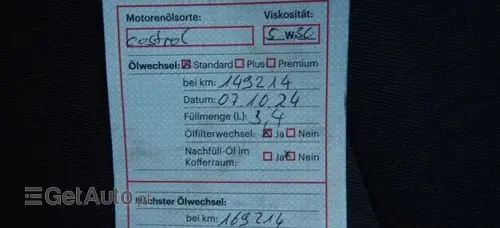 Motorenölsorte: Viskosität:
castrol 5 W30
Ölwechsel: Standard Plus Premium
bei km: 149214
Datum: 07.10.24
Füllmenge (L): 3,4
Ölfilterwechsel: Ja Nein
Nachfüll-Öl im
Kofferraum: Ja Nein
Nächster Ölwechsel:
bei km: 169214
GetAuto